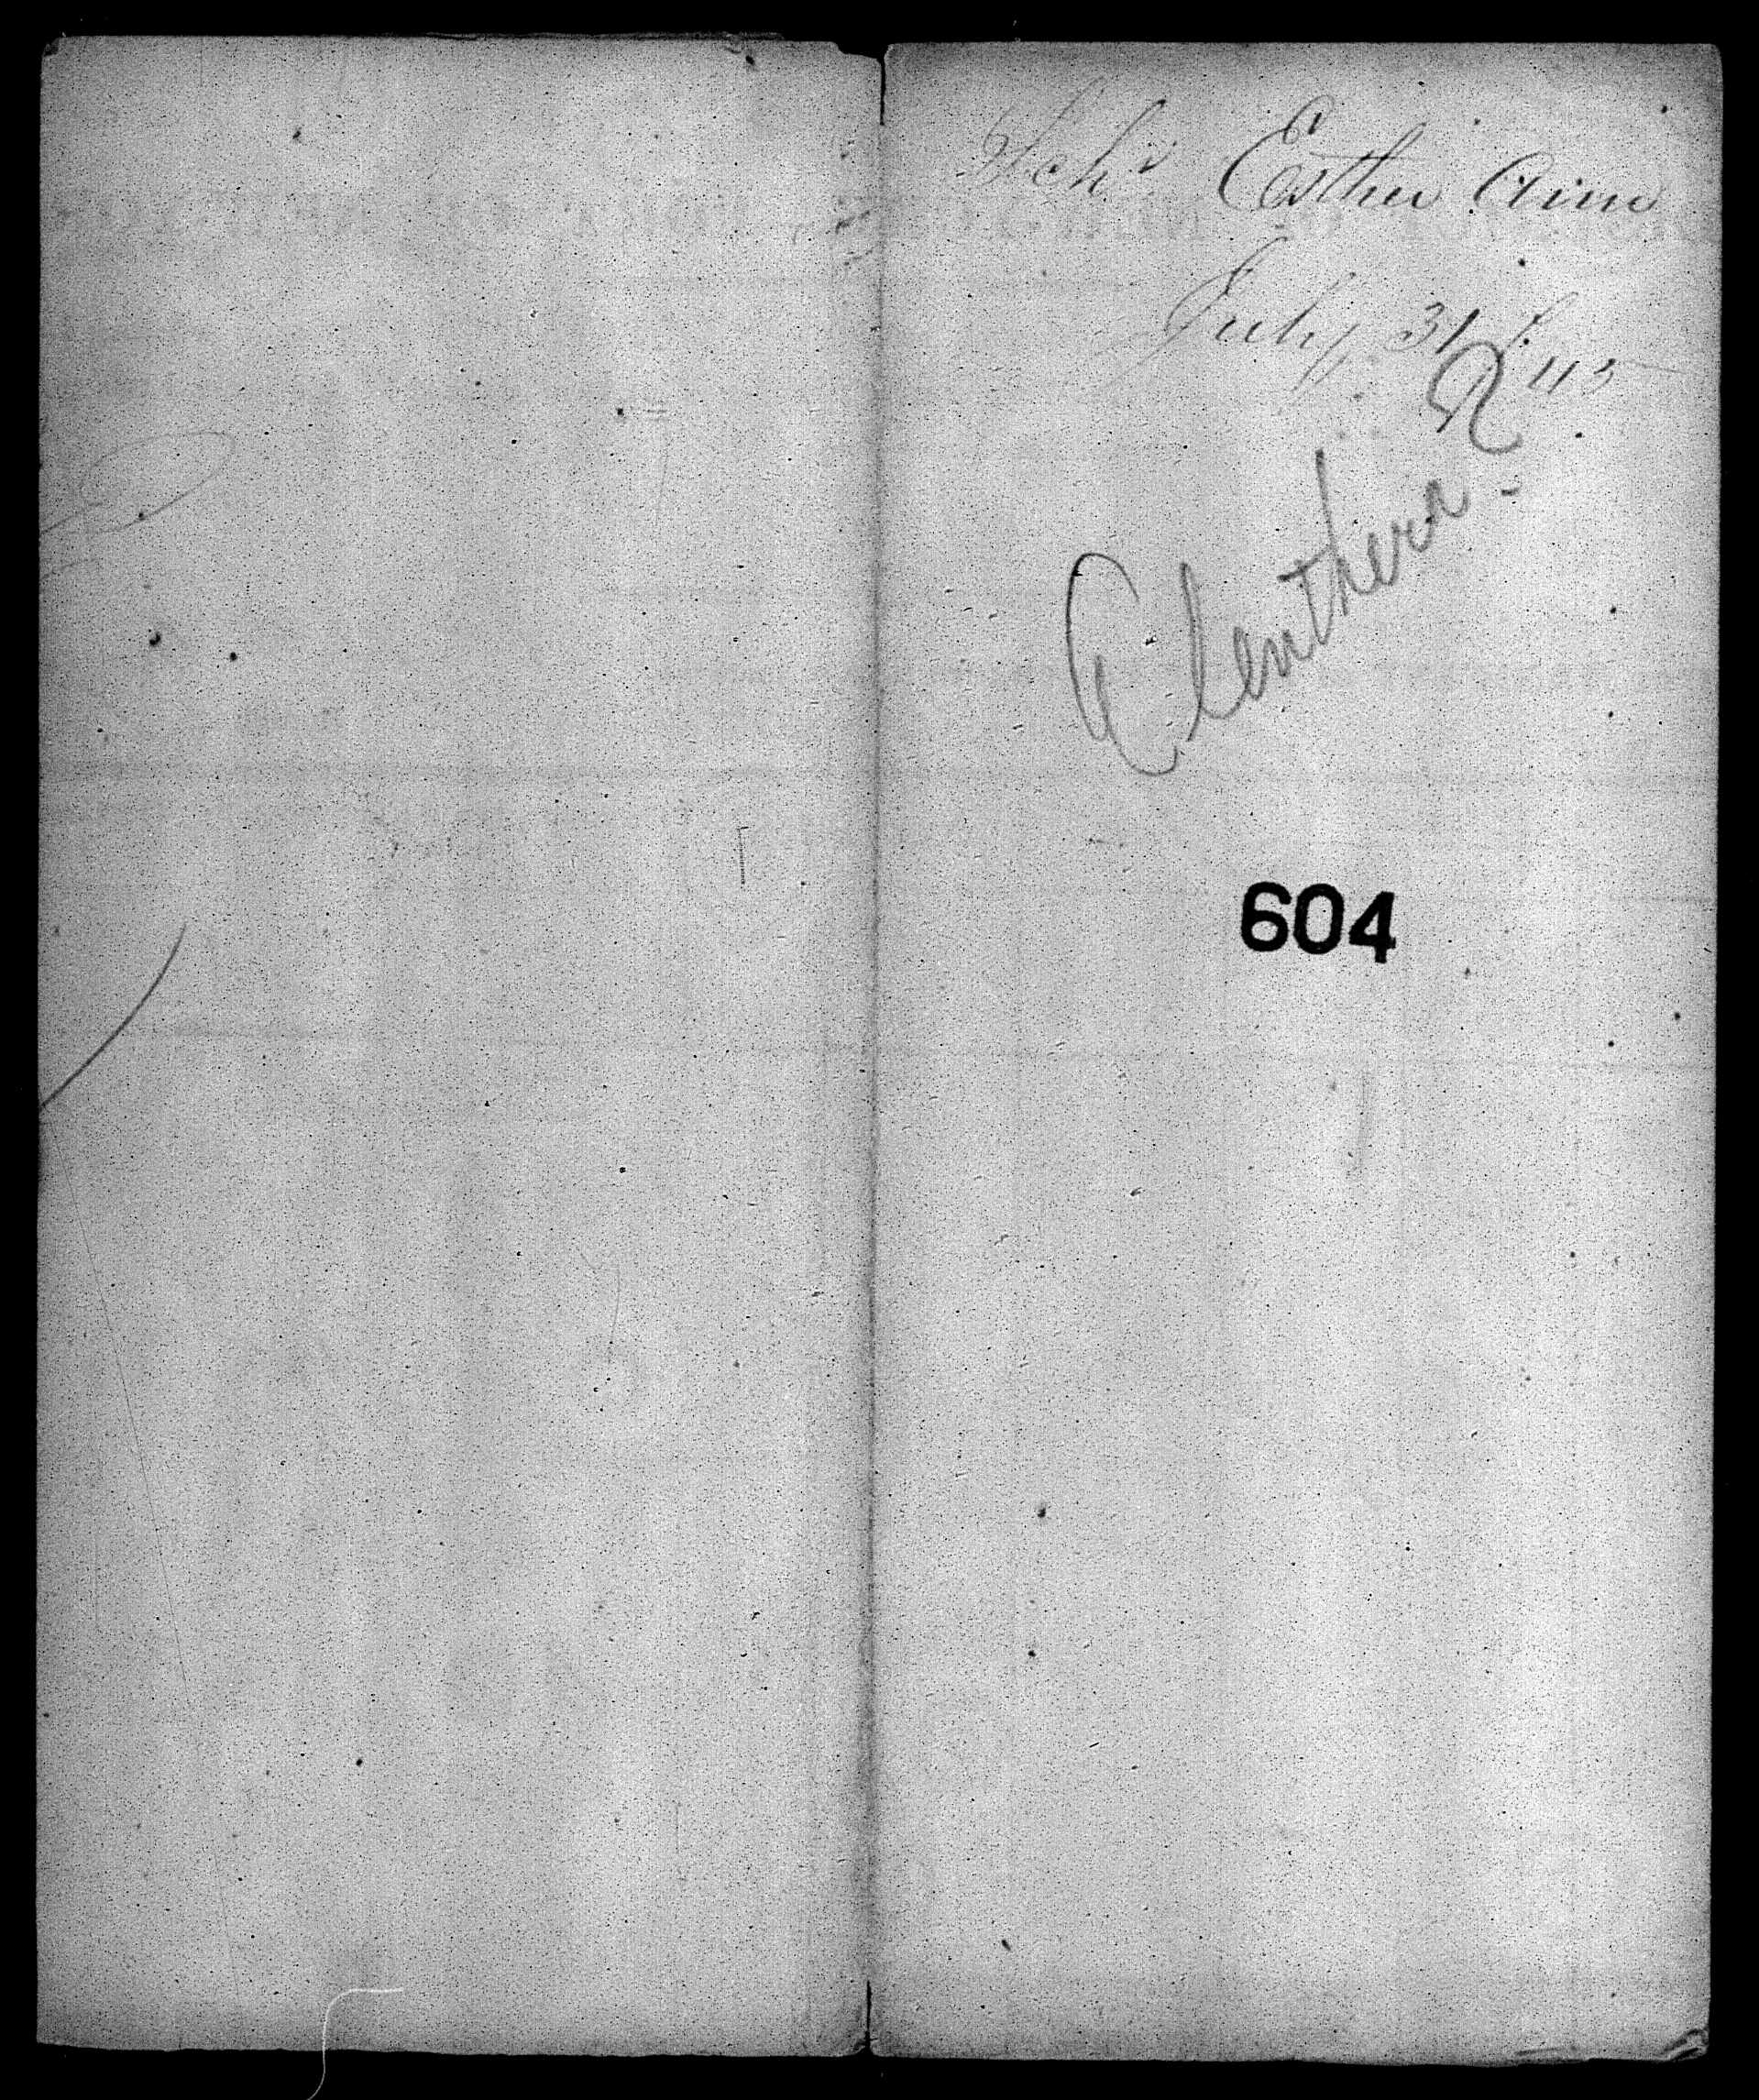 Schr Esther Ann
July 31 / 45
R
Eleuthera -
604